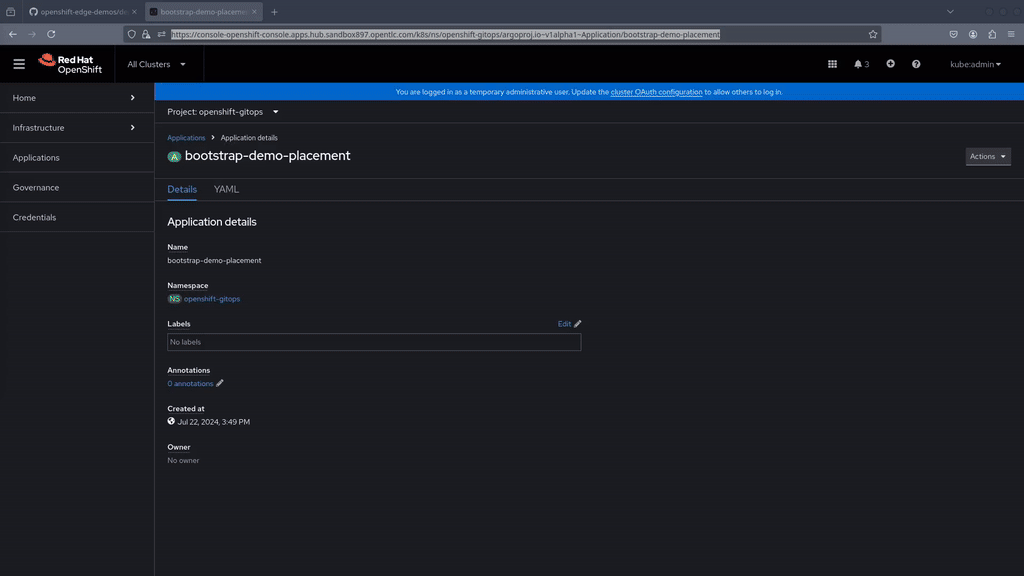 openshift-edge-demos/d
bootstrap-demo-placeme
https://console-openshift-console.apps.hub.sandbox897.opentlc.com/k8s/ns/openshift-gitops/argoproj.io~v1alpha1~Application/bootstrap-demo-placement
Red Hat
OpenShift
All Clusters
3
kube:admin
You are logged in as a temporary administrative user. Update the cluster OAuth configuration to allow others to log in.
Home
Infrastructure
Applications
Governance
Credentials
Project: openshift-gitops
Applications > Application details
A bootstrap-demo-placement
Actions
Details YAML
Application details
Name
bootstrap-demo-placement
Namespace
NS openshift-gitops
Labels
Edit
No labels
Annotations
0 annotations
Created at
Jul 22, 2024, 3:49 PM
Owner
No owner